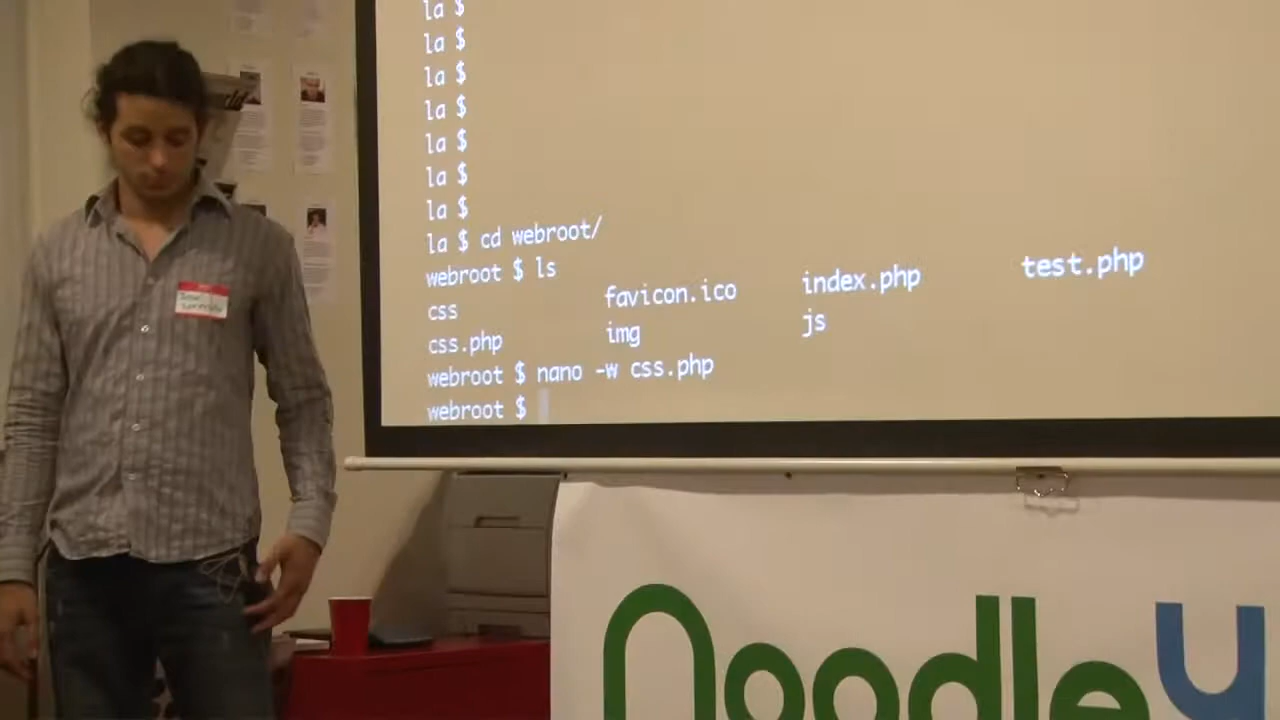 la $
la $
la $
la $
la $
la $
la $
la $ cd webroot/
webroot $ ls
css favicon.ico index.php test.php
css.php img js
webroot $ nano -w css.php
webroot $
noodle